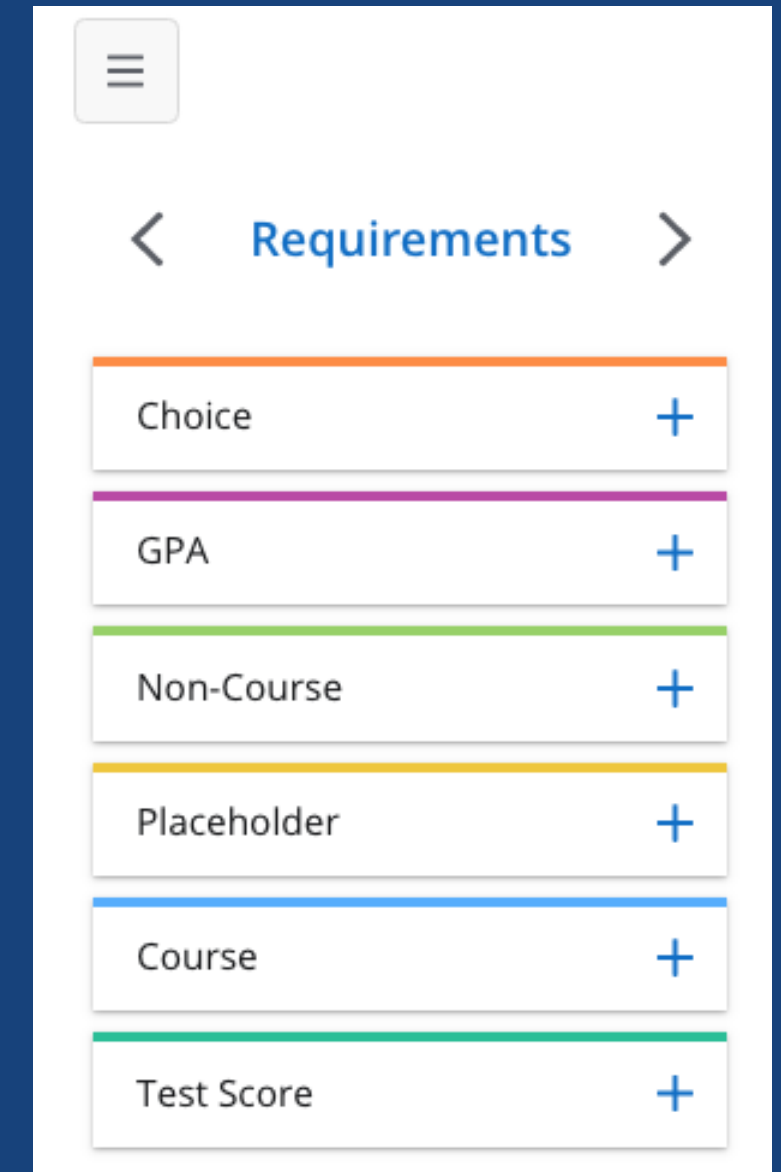 Requirements
Choice
GPA
Non-Course
Placeholder
Course
Test Score